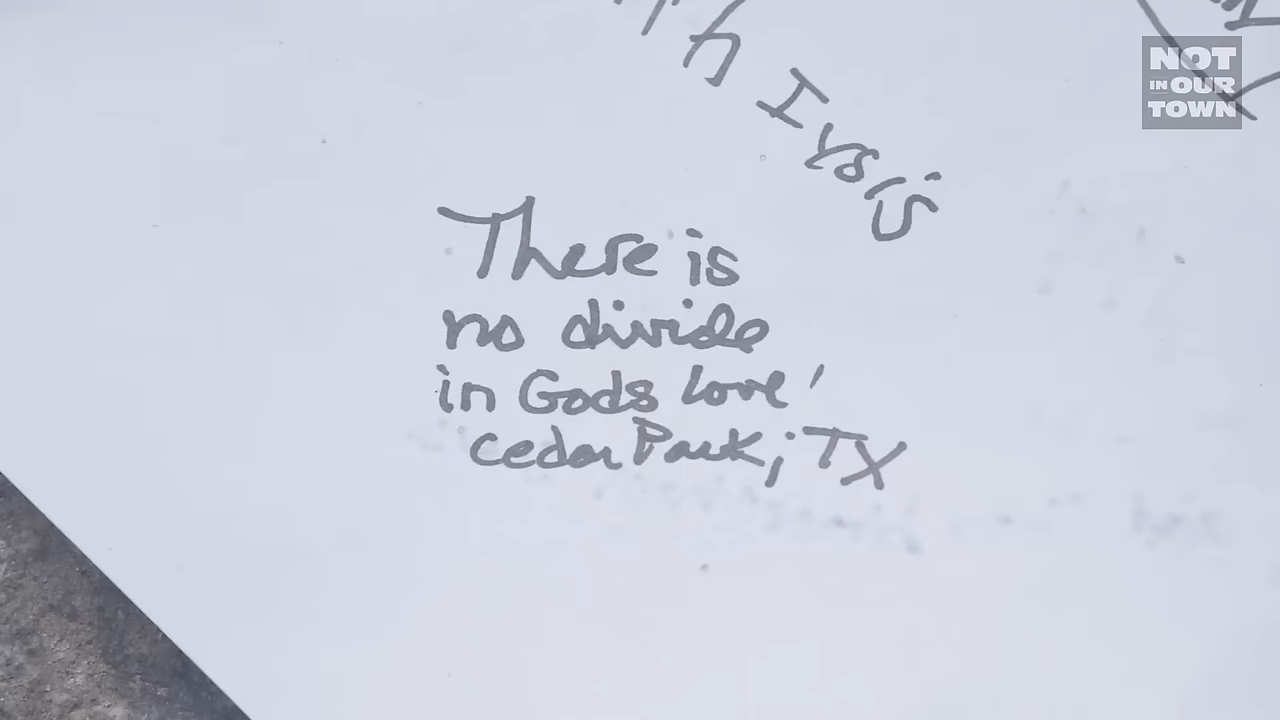 NOT
IN OUR
TOWN
There is
no divide
in Gods love'
Cedar Park, TX